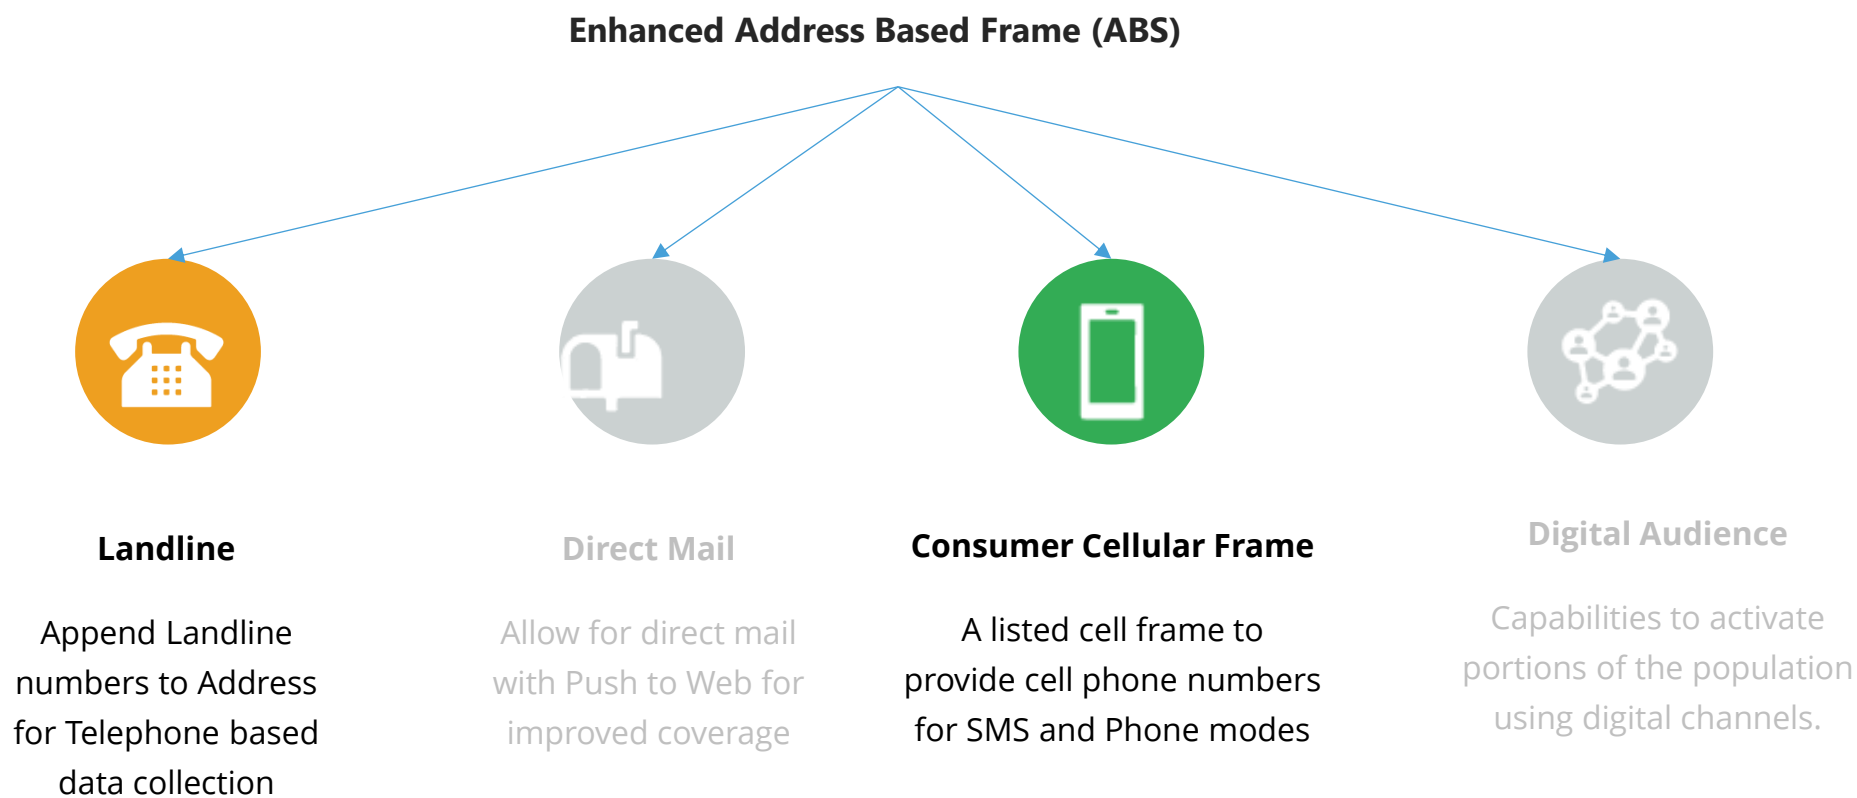 Enhanced Address Based Frame (ABS)
Landline
Append Landline
numbers to Address
for Telephone based
data collection
Direct Mail
Allow for direct mail
with Push to Web for
improved coverage
Consumer Cellular Frame
A listed cell frame to
provide cell phone numbers
for SMS and Phone modes
Digital Audience
Capabilities to activate
portions of the population
using digital channels.